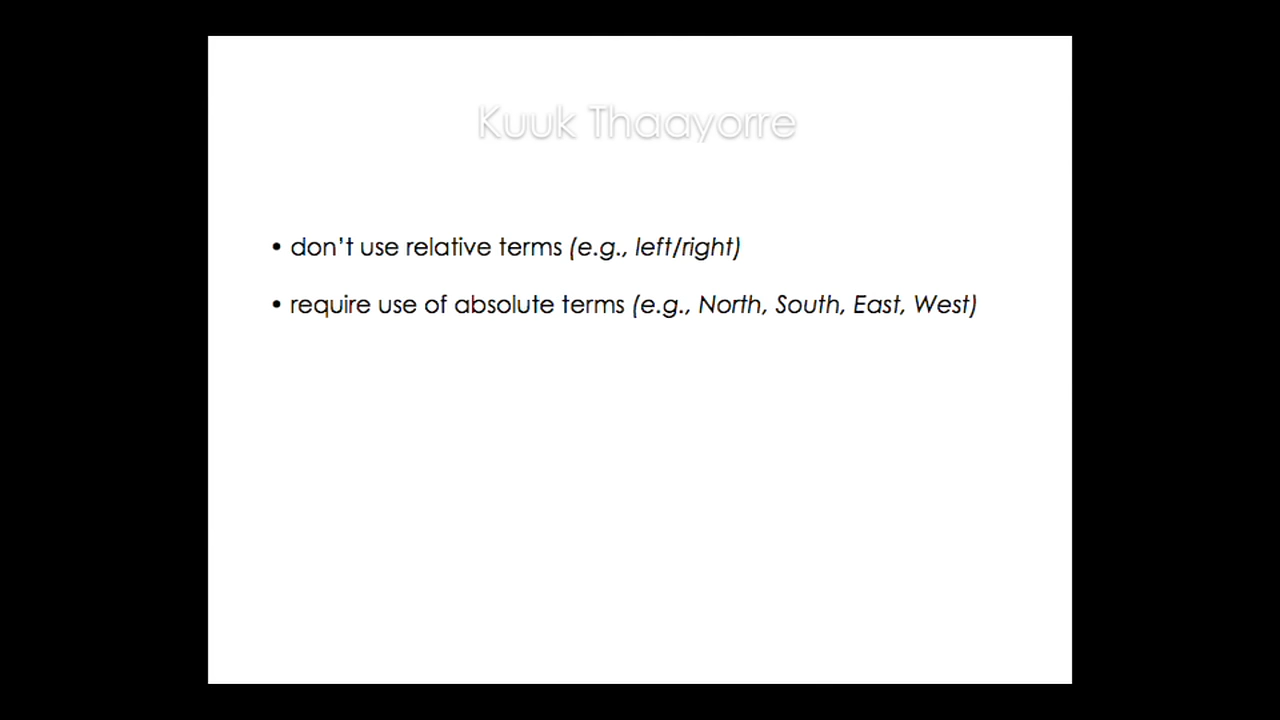 Kuuk Thaayorre
• don't use relative terms (e.g., left/right)
• require use of absolute terms (e.g., North, South, East, West)